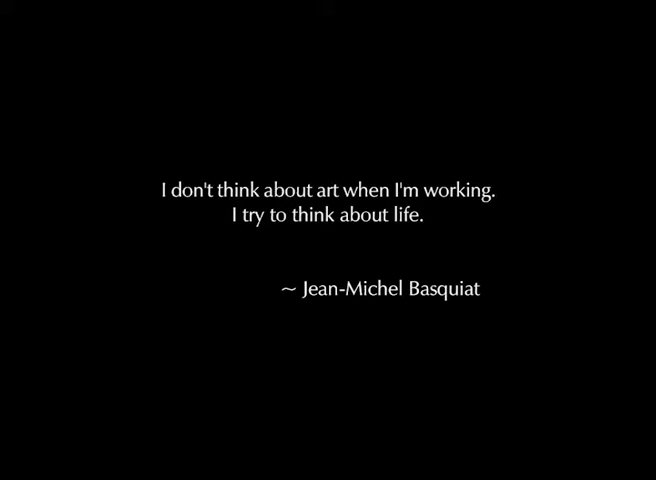 I don't think about art when I'm working.
I try to think about life.
~ Jean-Michel Basquiat